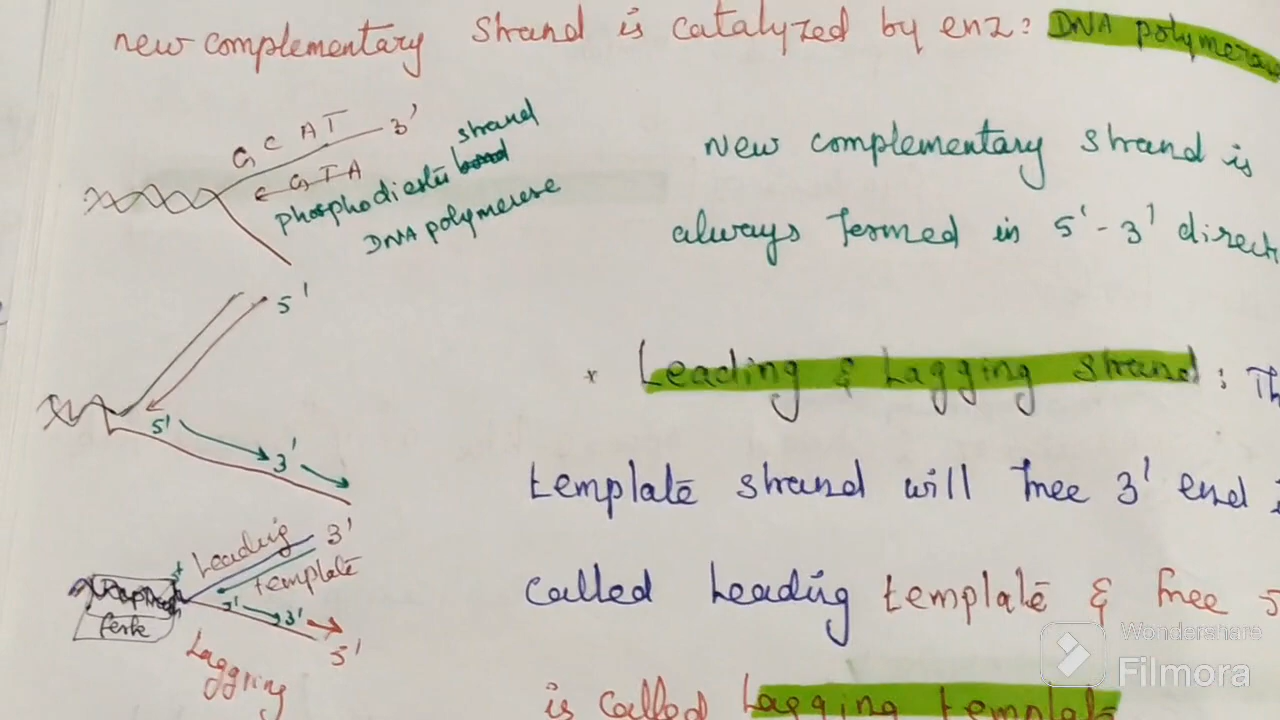 new complementary strand is catalyzed by enz: DNA polymerase
G C A T 3'
C G T A
strand
phosphodiester
DNA polymerese
New complementary strand is
always formed in 5' - 3' direct
5'
5' 3'
* Leading & Lagging strand : Th
template strand will free 3' end i
called Leading template & free 5
is called Lagging template
Leading 3'
template
3' 5'
fork
Lagging
Wondershare
Filmora